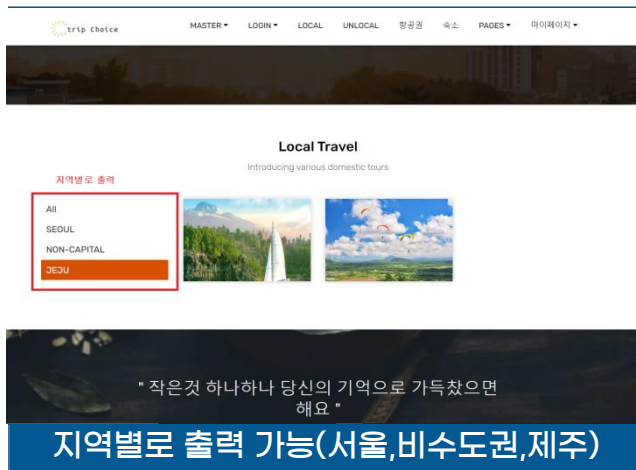 trip Choice
MASTER LOGIN LOCAL UNLOCAL 항공권 숙소 PAGES 마이페이지
Local Travel
Introducing various domestic tours
지역별로 출력
All
SEOUL
NON-CAPITAL
JEJU
" 작은것 하나하나 당신의 기억으로 가득찼으면
해요 "
지역별로 출력 가능(서울,비수도권,제주)